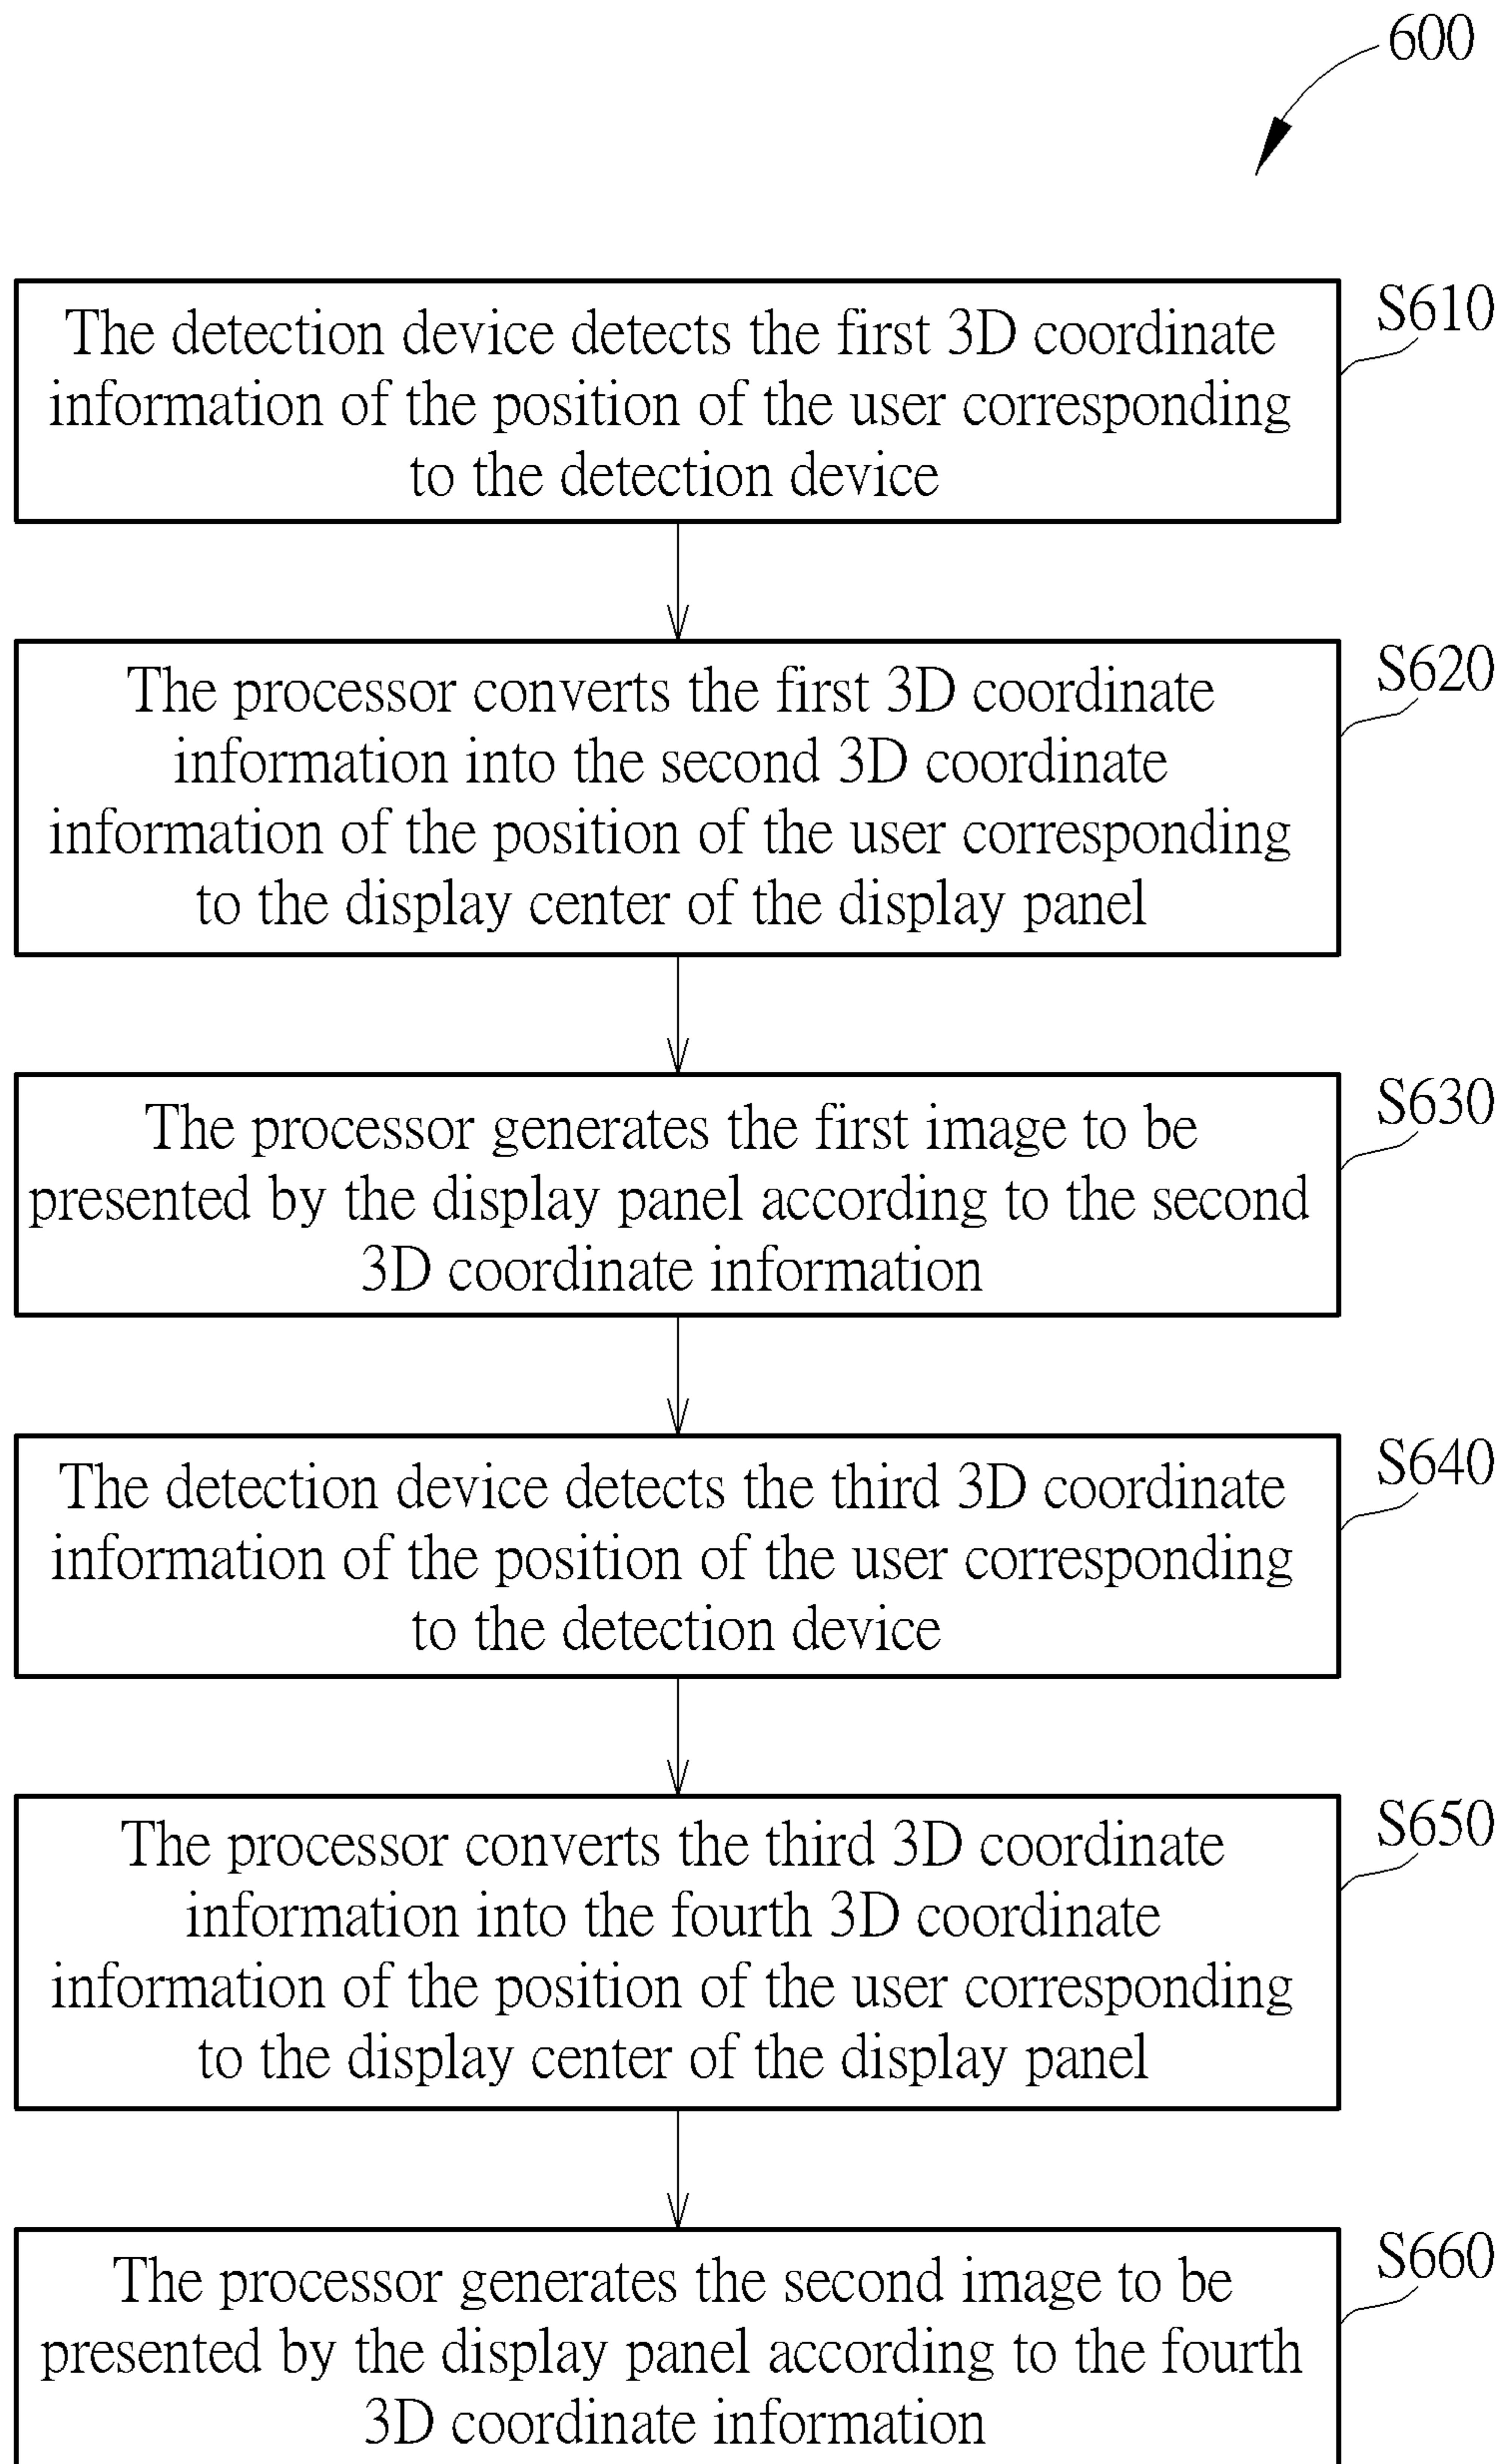 600
S610
The detection device detects the first 3D coordinate
information of the position of the user corresponding
to the detection device
S620
The processor converts the first 3D coordinate
information into the second 3D coordinate
information of the position of the user corresponding
to the display center of the display panel
S630
The processor generates the first image to be
presented by the display panel according to the second
3D coordinate information
S640
The detection device detects the third 3D coordinate
information of the position of the user corresponding
to the detection device
S650
The processor converts the third 3D coordinate
information into the fourth 3D coordinate
information of the position of the user corresponding
to the display center of the display panel
S660
The processor generates the second image to be
presented by the display panel according to the fourth
3D coordinate information